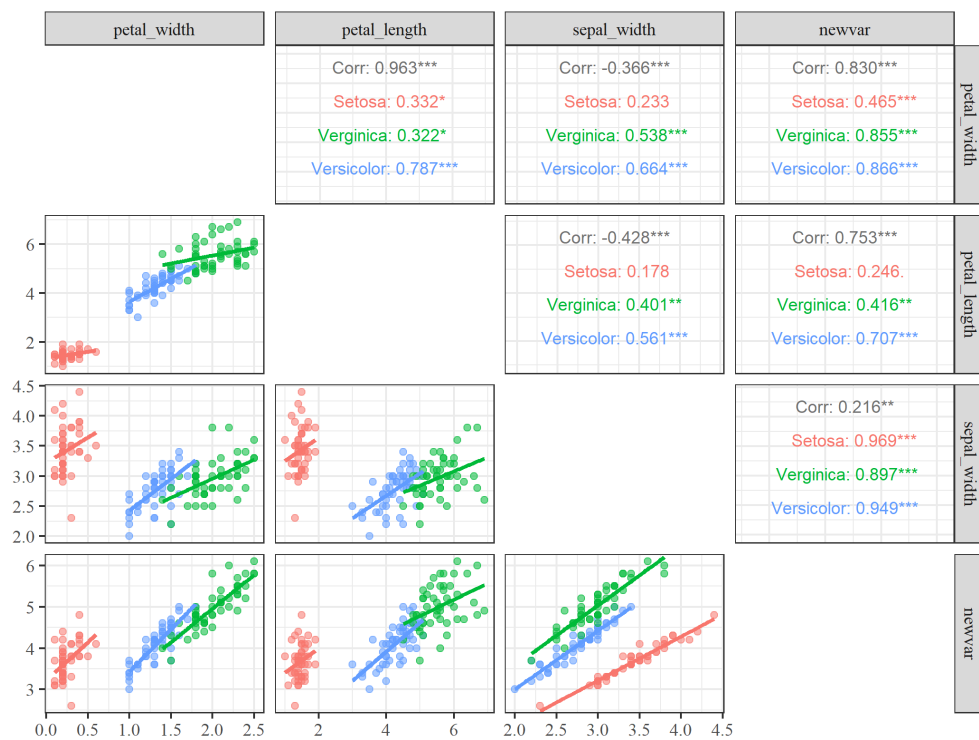 petal_width petal_length sepal_width newvar
Corr: 0.963*** Corr: -0.366*** Corr: 0.830***
Setosa: 0.332* Setosa: 0.233 Setosa: 0.465***
Verginica: 0.322* Verginica: 0.538*** Verginica: 0.855***
Versicolor: 0.787*** Versicolor: 0.664*** Versicolor: 0.866***
petal_width
Corr: -0.428*** Corr: 0.753***
Setosa: 0.178 Setosa: 0.246.
Verginica: 0.401** Verginica: 0.416**
Versicolor: 0.561*** Versicolor: 0.707***
petal_length
6
4
2
Corr: 0.216**
Setosa: 0.969***
Verginica: 0.897***
Versicolor: 0.949***
sepal_width
4.5
4.0
3.5
3.0
2.5
2.0
newvar
6
5
4
3
0.0 0.5 1.0 1.5 2.0 2.5 2 4 6 2.0 2.5 3.0 3.5 4.0 4.5